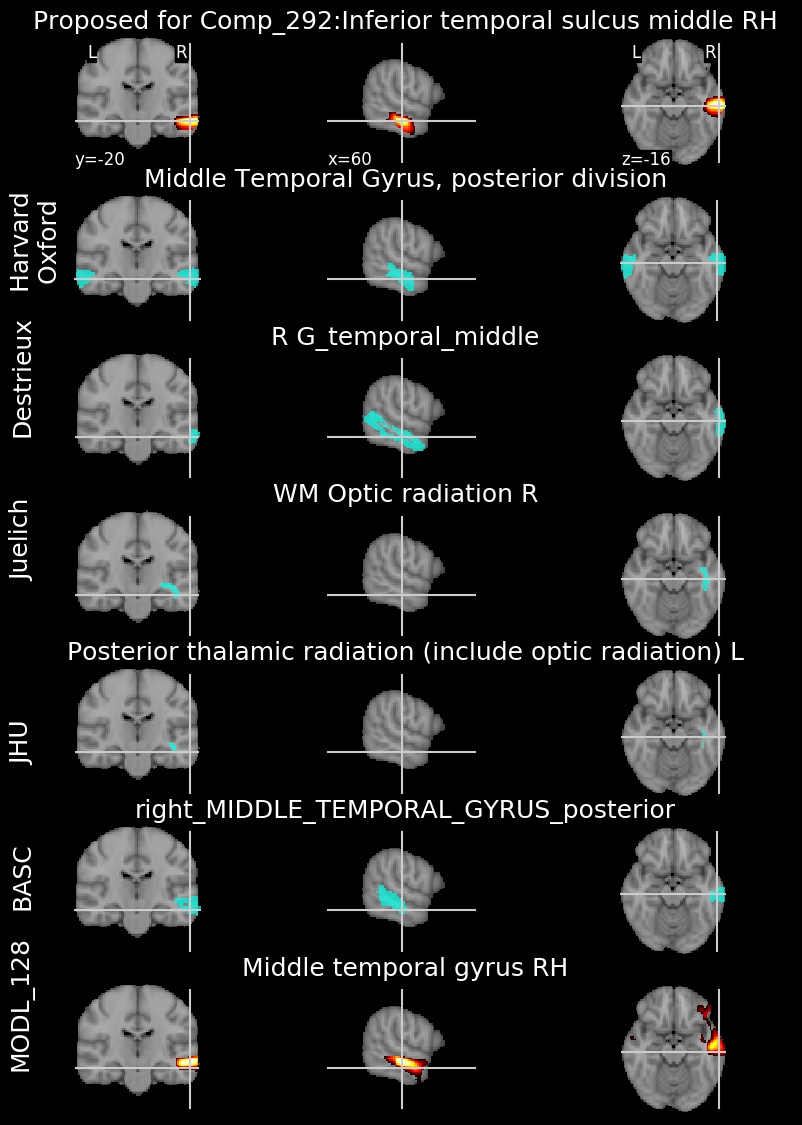 Proposed for Comp_292:Inferior temporal sulcus middle RH
L R L R
y=-20 x=60 z=-16
Middle Temporal Gyrus, posterior division
Harvard
Oxford
R G_temporal_middle
Destrieux
WM Optic radiation R
Juelich
Posterior thalamic radiation (include optic radiation) L
JHU
right_MIDDLE_TEMPORAL_GYRUS_posterior
BASC
Middle temporal gyrus RH
MODL_128